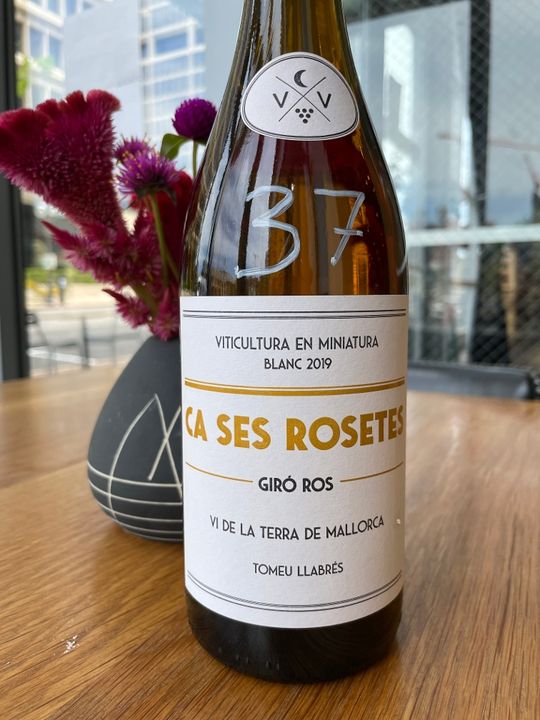 V V
37
VITICULTURA EN MINIATURA
BLANC 2019
CA SES ROSETES
GIRÓ ROS
VI DE LA TERRA DE MALLORCA
TOMEU LLABRÉS